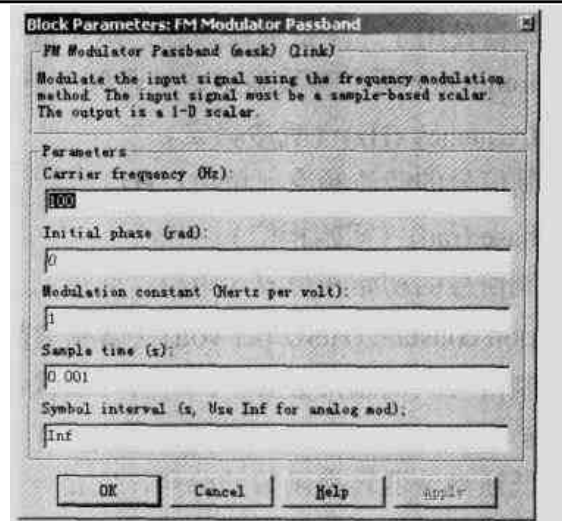 Block Parameters: FM Modulator Passband
FM Modulator Passband (mask) (link)
Modulate the input signal using the frequency modulation
method. The input signal must be a sample-based scalar.
The output is a 1-D scalar.
Parameters
Carrier frequency (Hz):
100
Initial phase (rad):
0
Modulation constant (Hertz per volt):
1
Sample time (s):
0.001
Symbol interval (s, Use Inf for analog mod):
Inf
OK Cancel Help Apply